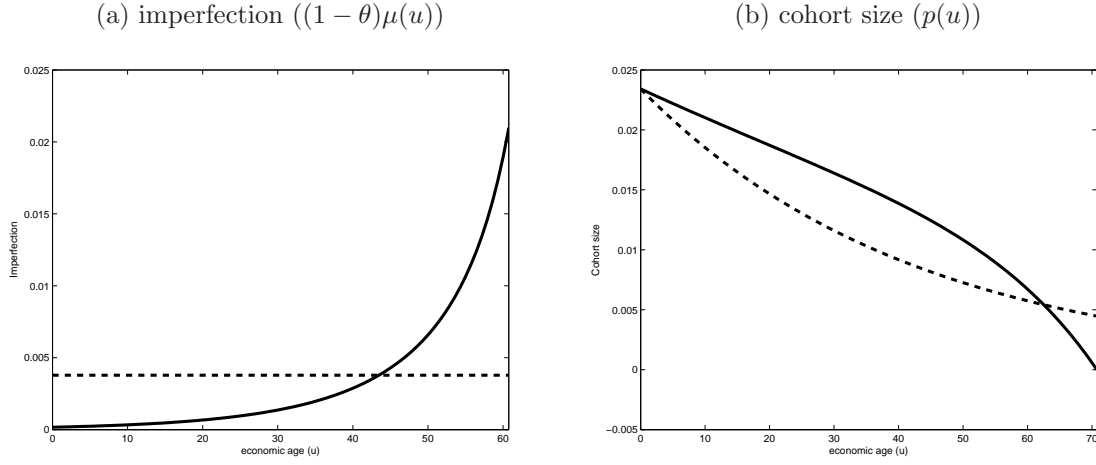 (a) imperfection ((1 − θ)μ(u))
(b) cohort size (p(u))
0.025
0.02
0.015
0.01
0.005
0
Imperfection
0 10 20 30 40 50 60
economic age (u)
0.025
0.02
0.015
0.01
0.005
0
−0.005
Cohort size
0 10 20 30 40 50 60 70
economic age (u)